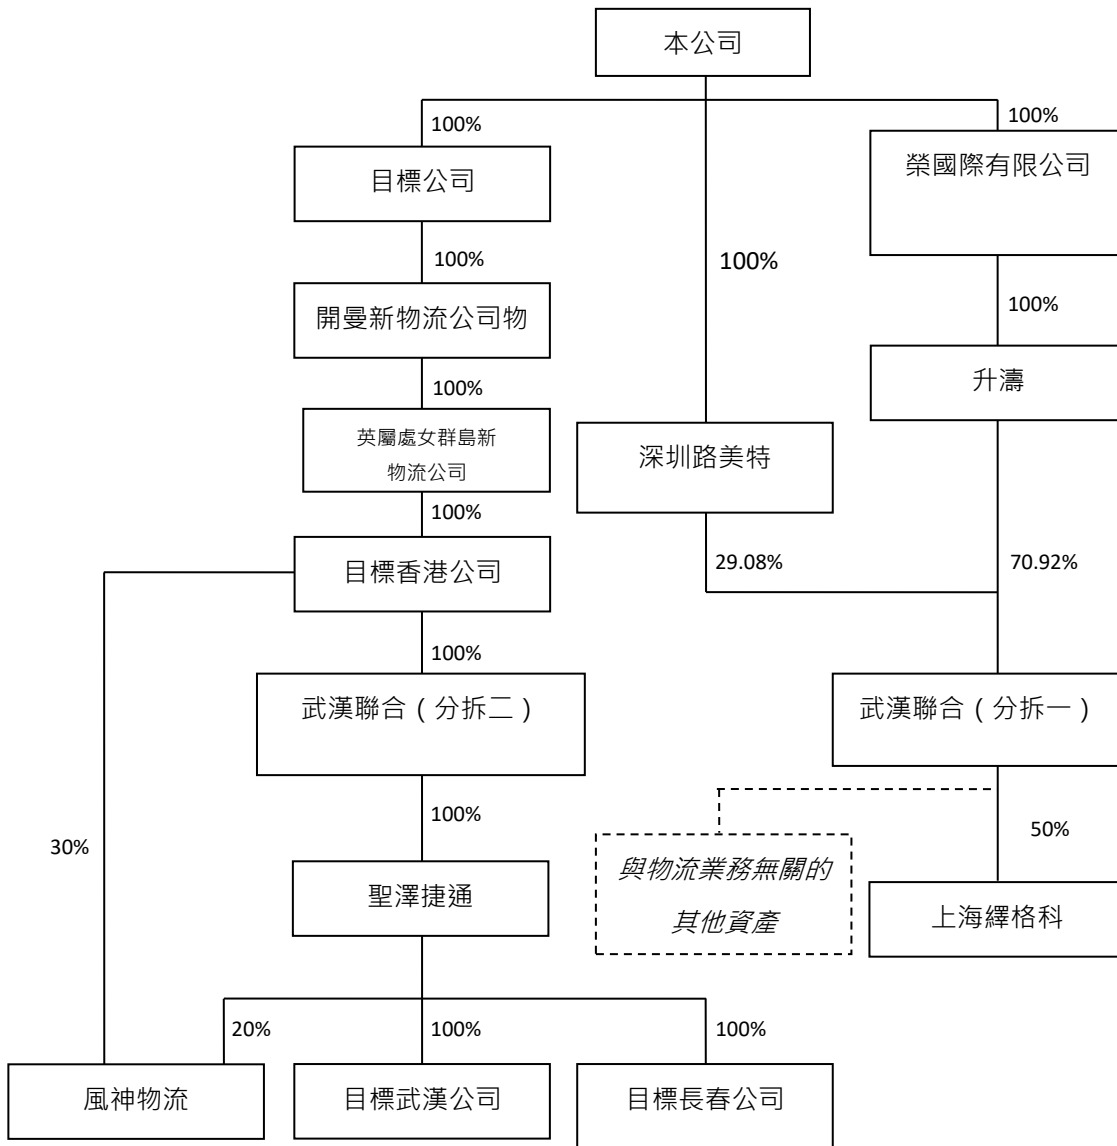 本公司
100%
100%
目標公司
榮國際有限公司
100%
100%
100%
開曼新物流公司物
升濤
100%
英屬處女群島新
物流公司
深圳路美特
100%
目標香港公司
29.08%
70.92%
100%
武漢聯合（分拆二）
武漢聯合（分拆一）
100%
50%
30%
與物流業務無關的
其他資產
聖澤捷通
上海繹格科
20%
100%
100%
風神物流
目標武漢公司
目標長春公司